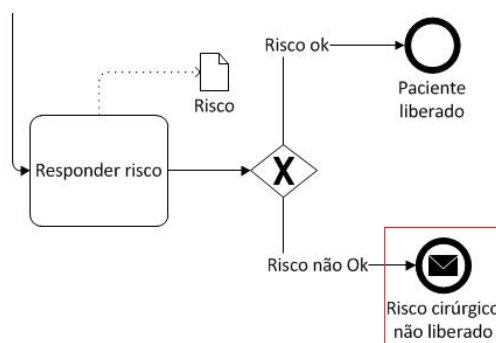 Risco ok
Paciente
liberado
Risco
Responder risco
X
Risco não Ok
Risco cirúrgico
não liberado